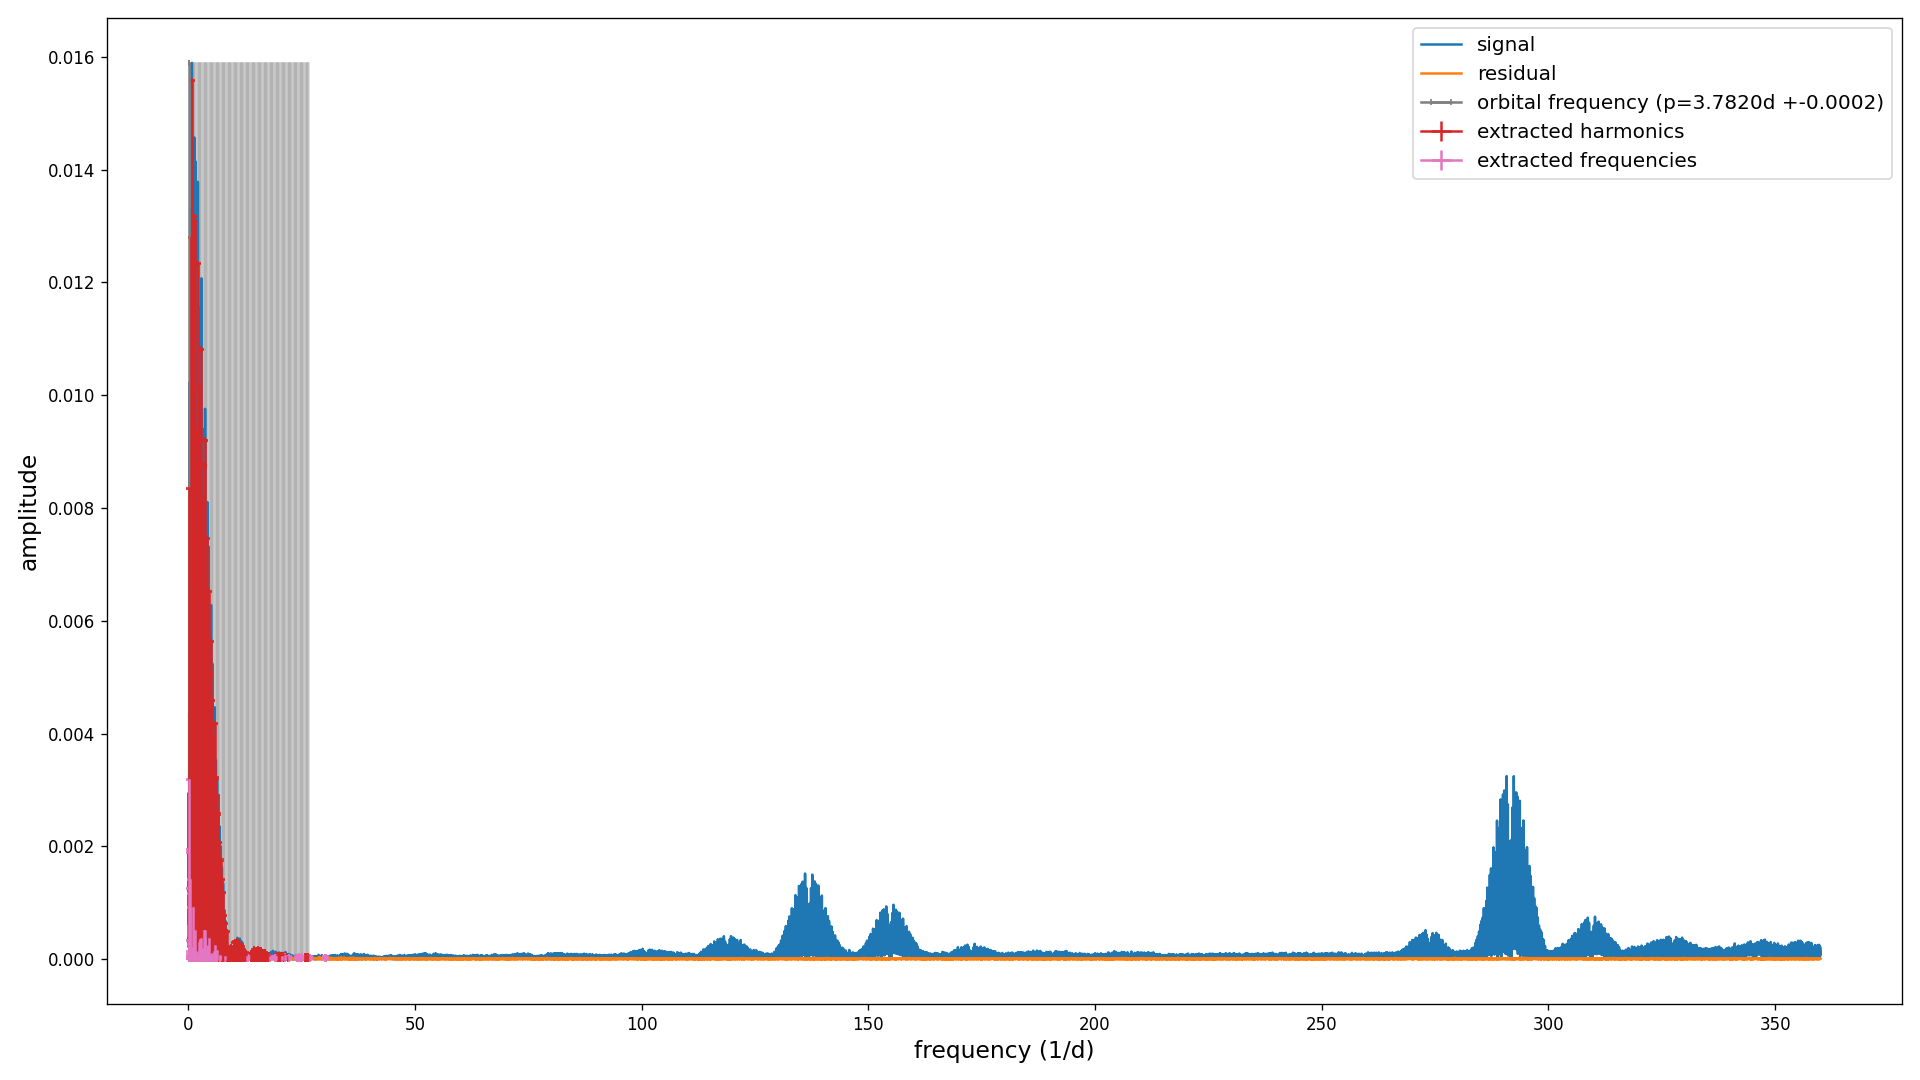 signal
residual
orbital frequency (p=3.7820d +-0.0002)
extracted harmonics
extracted frequencies
0.016
0.014
0.012
0.010
0.008
0.006
0.004
0.002
0.000
amplitude
0 50 100 150 200 250 300 350
frequency (1/d)